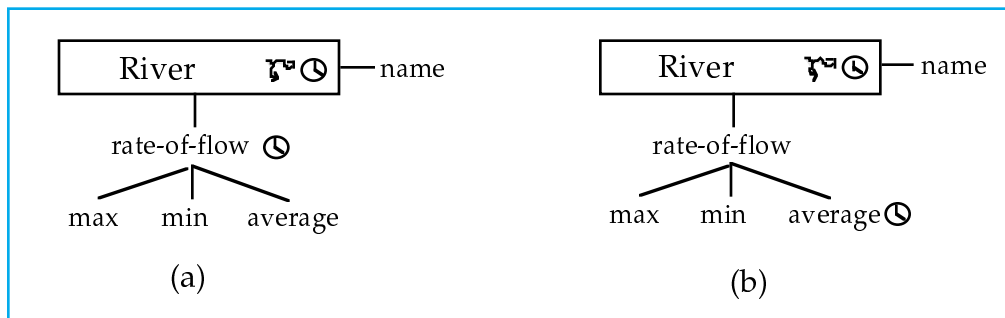 River
name
rate-of-flow
max min average
(a)
River
name
rate-of-flow
max min average
(b)